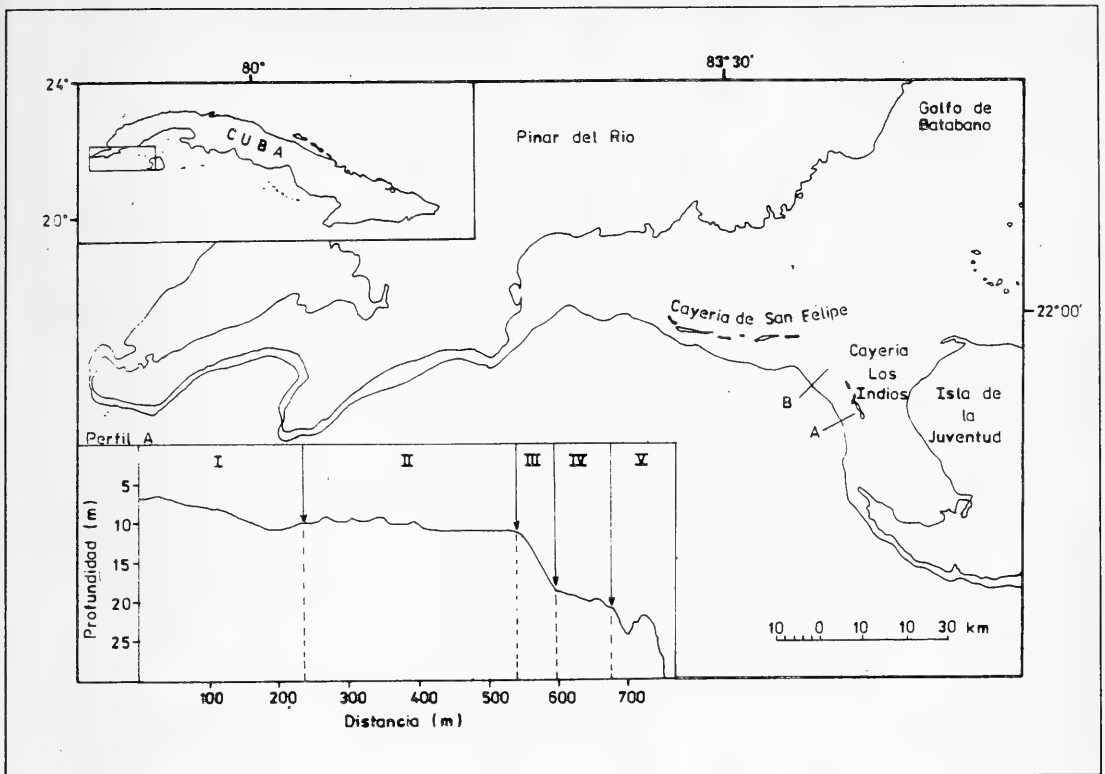 80°
83° 30'
24°
CUBA
20°
Pinar del Rio
Golfo de
Batabano
Cayeria de San Felipe
22° 00'
Cayeria
Los
Indios
Isla de
la
Juventud
B
A
Perfil A
I
II
III
IV
V
Profundidad (m)
5
10
15
20
25
100
200
300
400
500
600
700
Distancia (m)
10
0
10
20
30 km